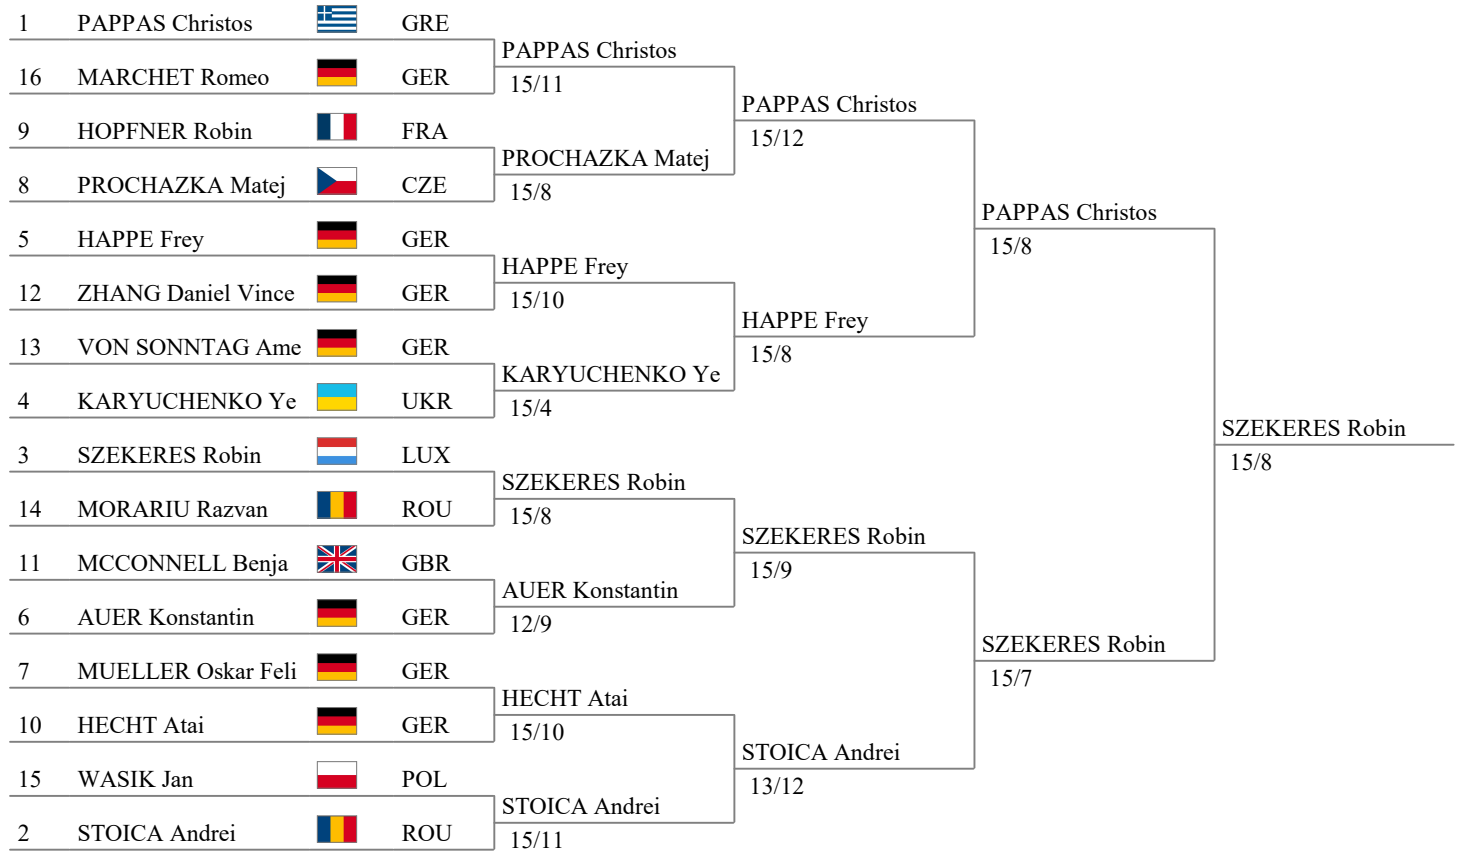 1 PAPPAS Christos GRE
16 MARCHET Romeo GER
9 HOPFNER Robin FRA
8 PROCHAZKA Matej CZE
5 HAPPE Frey GER
12 ZHANG Daniel Vince GER
13 VON SONNTAG Ame GER
4 KARYUCHENKO Ye UKR
3 SZEKERES Robin LUX
14 MORARIU Razvan ROU
11 MCCONNELL Benja GBR
6 AUER Konstantin GER
7 MUELLER Oskar Feli GER
10 HECHT Atai GER
15 WASIK Jan POL
2 STOICA Andrei ROU
PAPPAS Christos
15/11
PROCHAZKA Matej
15/8
HAPPE Frey
15/10
KARYUCHENKO Ye
15/4
SZEKERES Robin
15/8
AUER Konstantin
12/9
HECHT Atai
15/10
STOICA Andrei
15/11
PAPPAS Christos
15/12
HAPPE Frey
15/8
SZEKERES Robin
15/9
STOICA Andrei
13/12
PAPPAS Christos
15/8
SZEKERES Robin
15/7
SZEKERES Robin
15/8